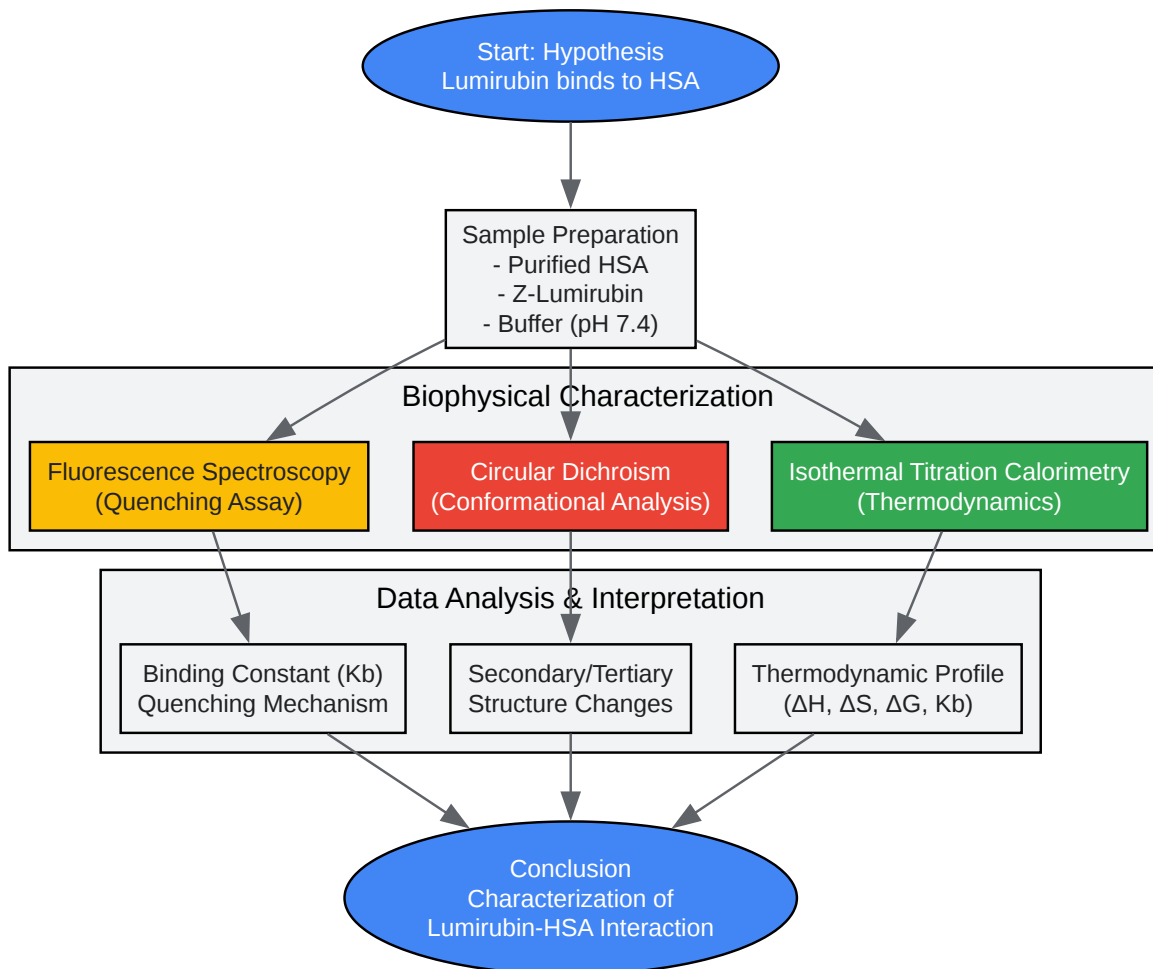 Start: Hypothesis
Lumirubin binds to HSA
Sample Preparation
- Purified HSA
- Z-Lumirubin
- Buffer (pH 7.4)
Biophysical Characterization
Fluorescence Spectroscopy
(Quenching Assay)
Circular Dichroism
(Conformational Analysis)
Isothermal Titration Calorimetry
(Thermodynamics)
Data Analysis & Interpretation
Binding Constant (Kb)
Quenching Mechanism
Secondary/Tertiary
Structure Changes
Thermodynamic Profile
(ΔH, ΔS, ΔG, Kb)
Conclusion
Characterization of
Lumirubin-HSA Interaction